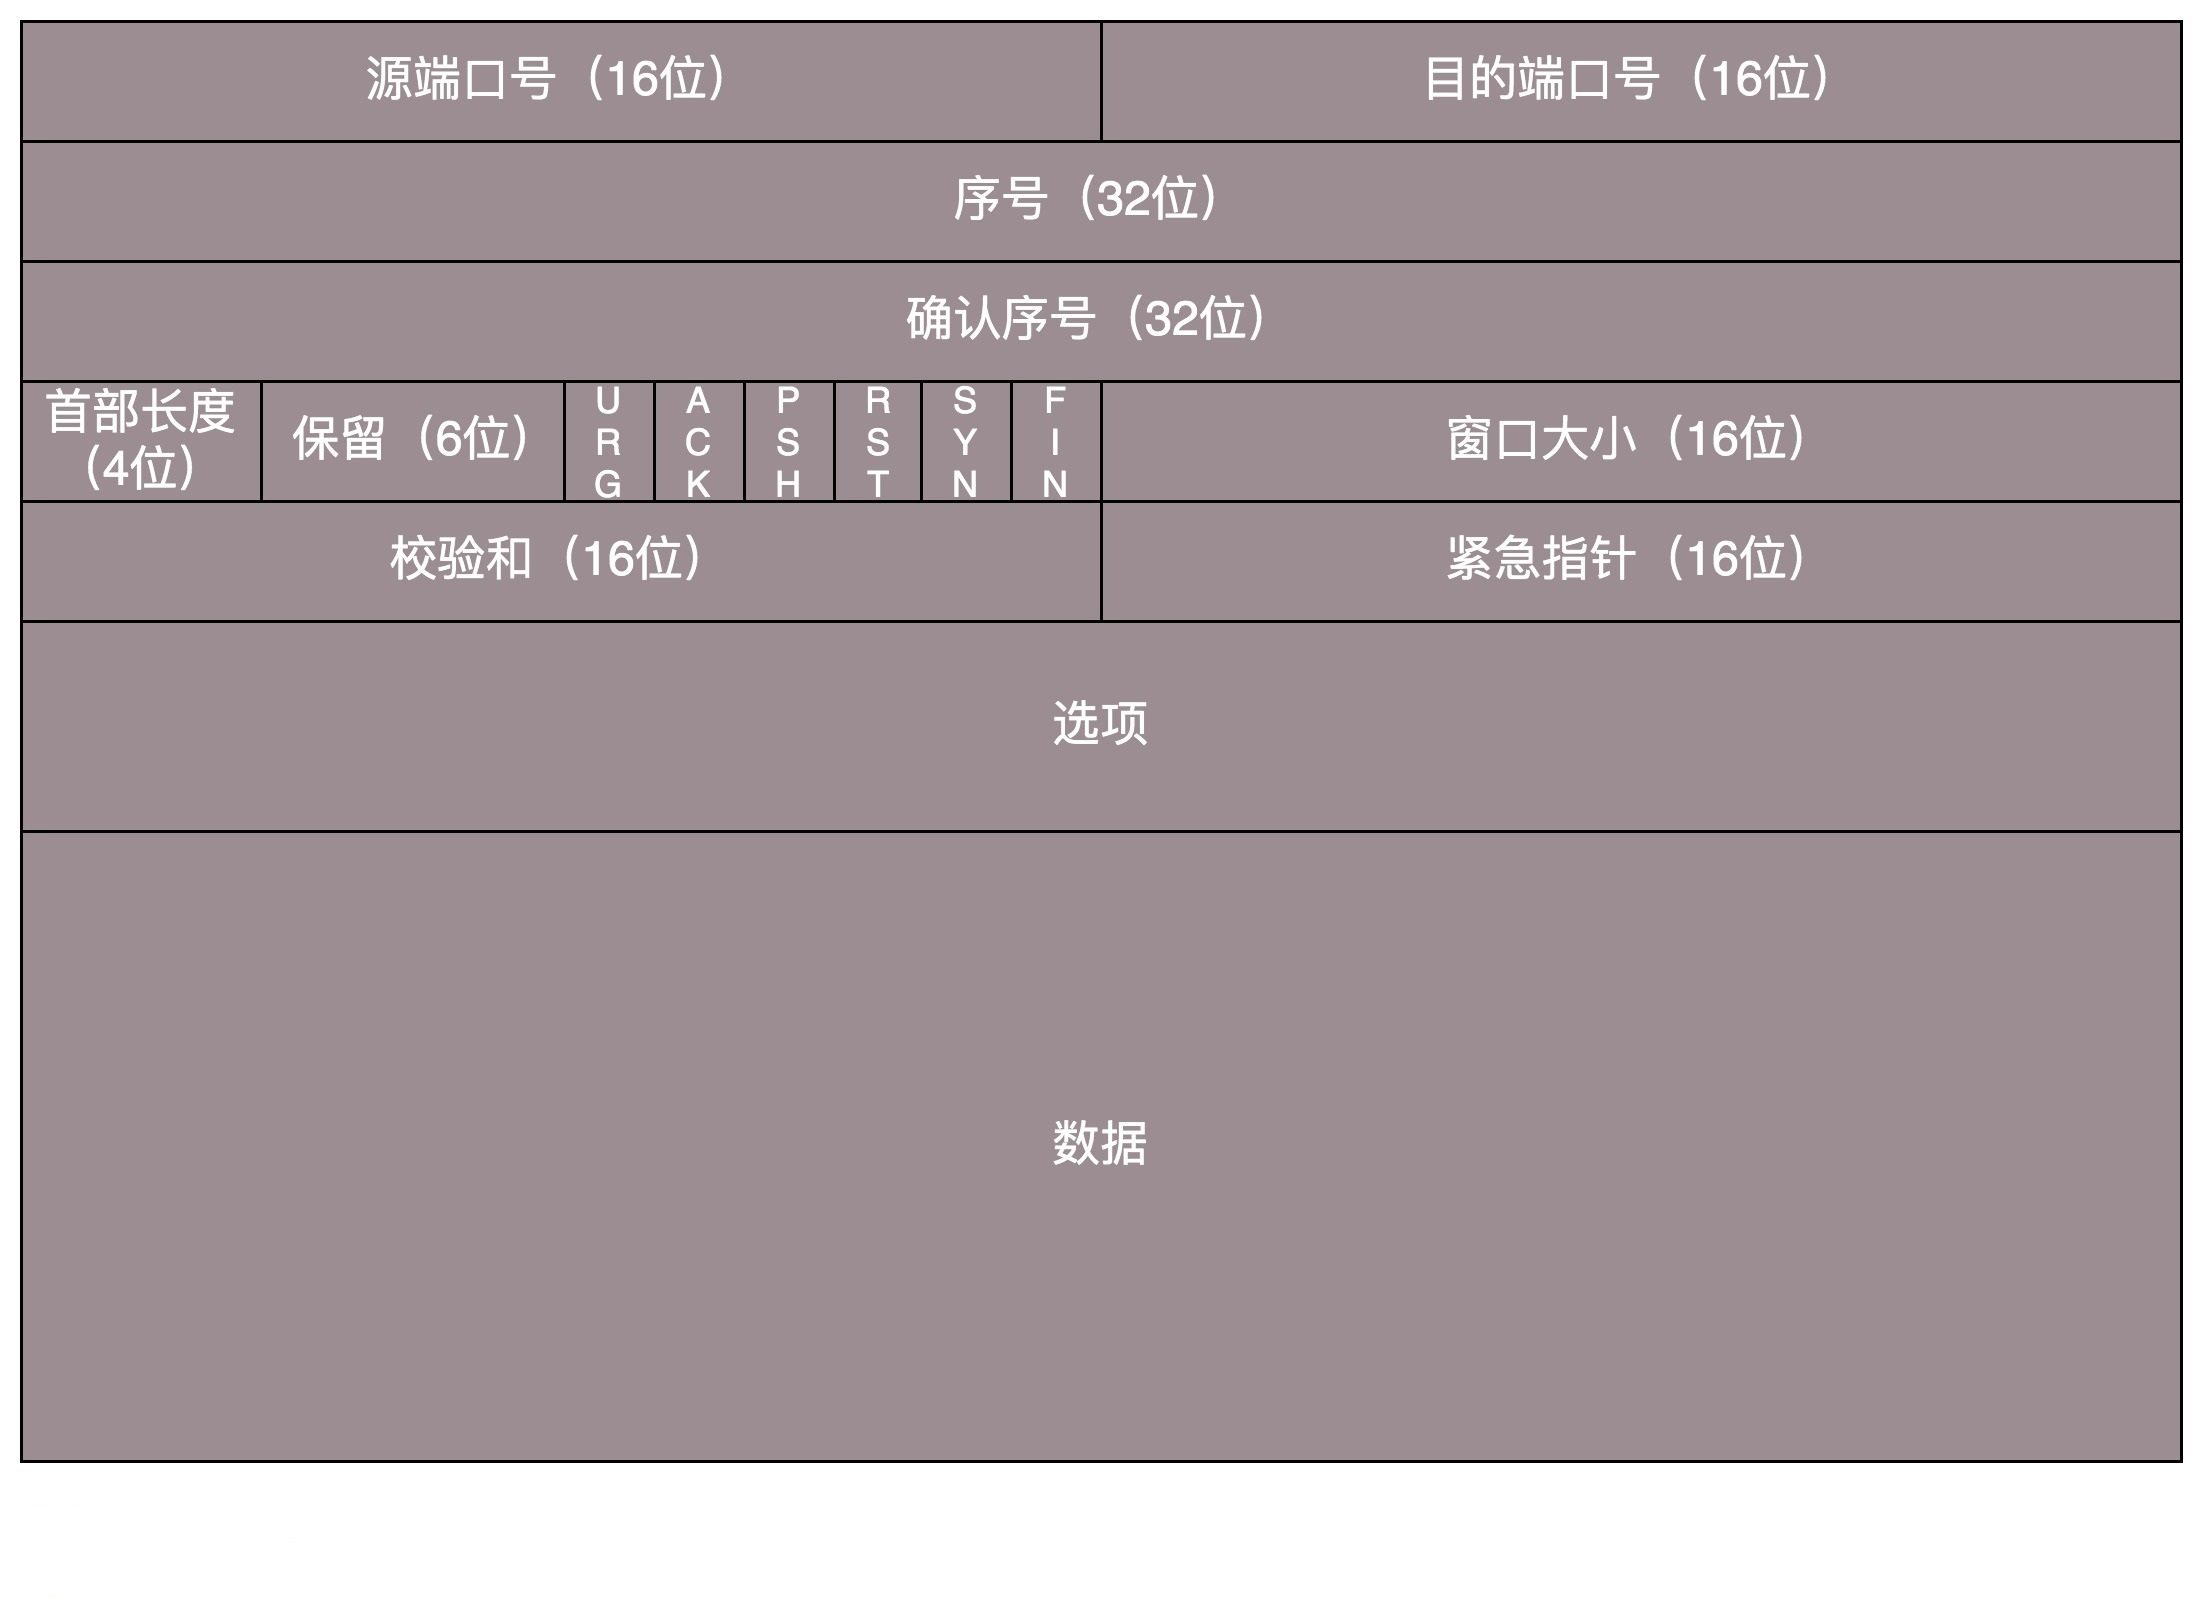 源端口号（16位）
目的端口号（16位）
序号（32位）
确认序号（32位）
首部长度
（4位）
保留（6位）
URG
ACK
PSH
RST
SYN
FIN
窗口大小（16位）
校验和（16位）
紧急指针（16位）
选项
数据